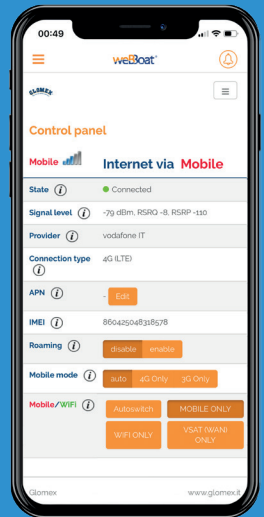 00:49
weBBoat®
GLOMEX
Control panel
Mobile Internet via Mobile
State i Connected
Signal level i -79 dBm, RSRQ -8, RSRP -110
Provider i vodafone IT
Connection type i 4G (LTE)
APN i - Edit
IMEI i 860425048318578
Roaming i disable enable
Mobile mode i auto 4G Only 3G Only
Mobile/WIFI i Autoswitch MOBILE ONLY
WIFI ONLY VSAT (WAN) ONLY
Glomex www.glomex.it